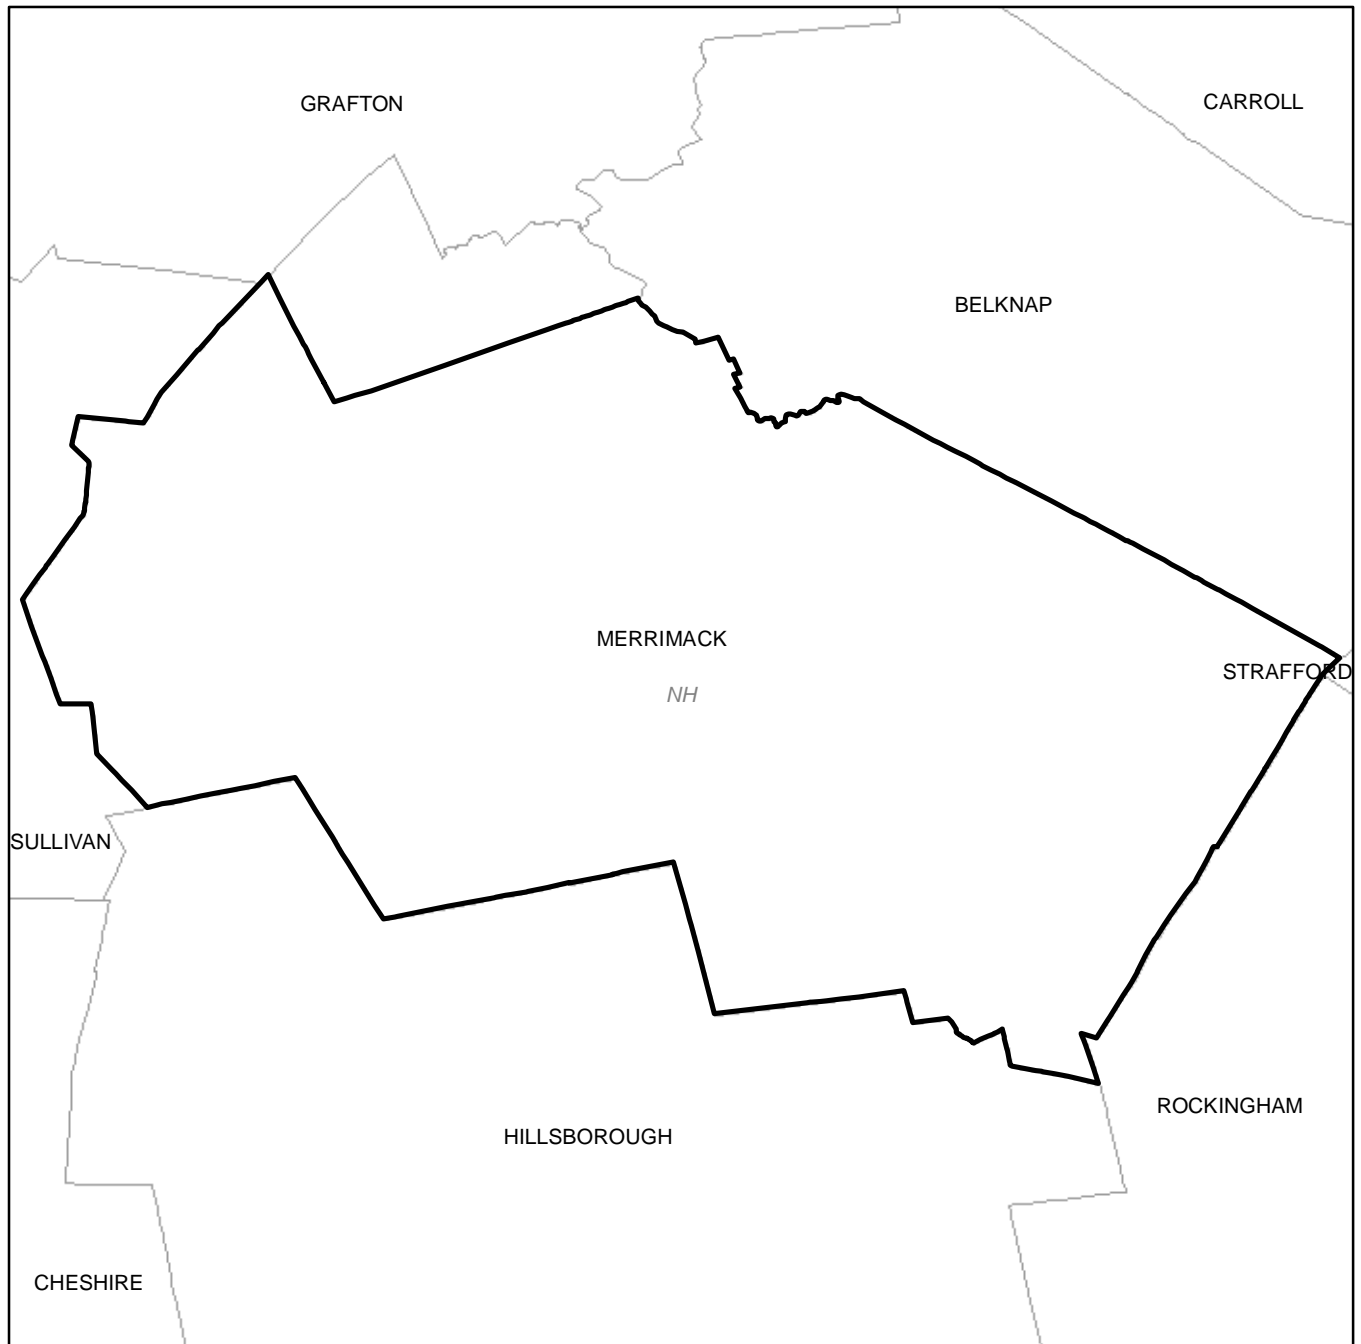 GRAFTON
CARROLL
BELKNAP
MERRIMACK
STRAFFORD
NH
SULLIVAN
ROCKINGHAM
HILLSBOROUGH
CHESHIRE